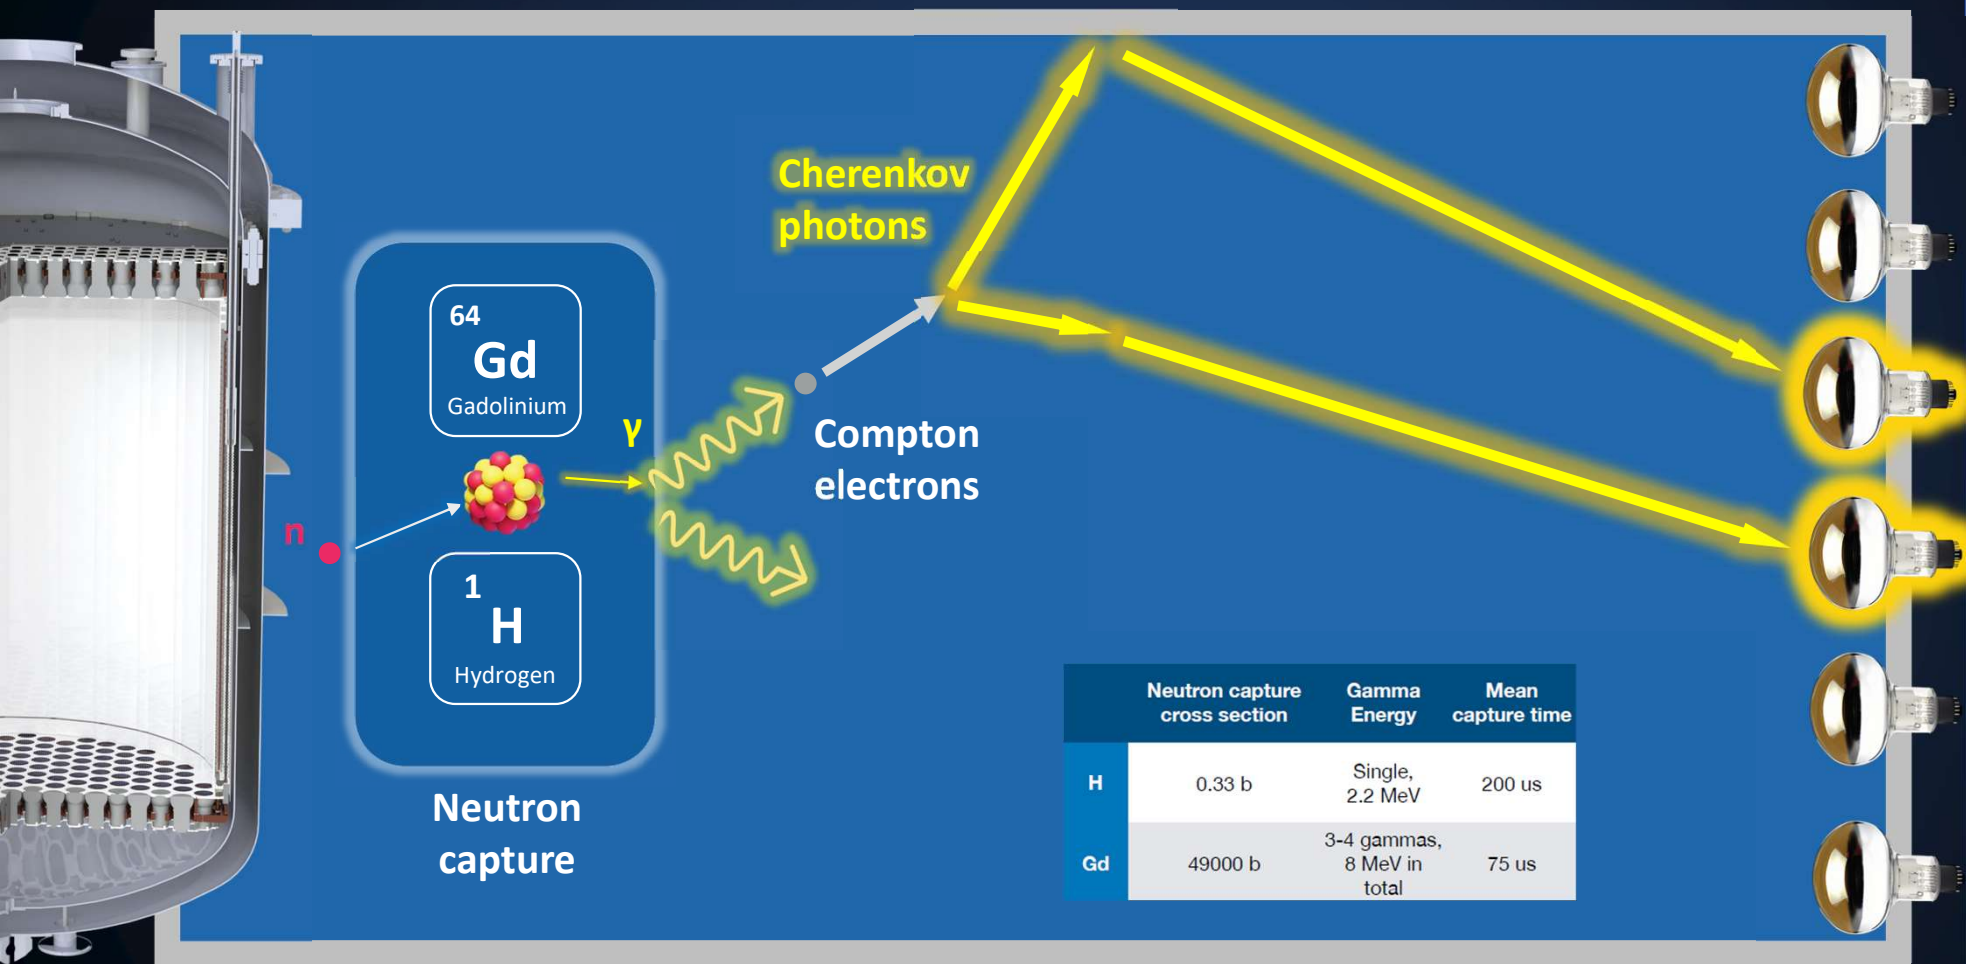 Cherenkov
photons
64
Gd
Gadolinium
γ
Compton
electrons
n
1
H
Hydrogen
Neutron
capture
Neutron capture cross section Gamma Energy Mean capture time
H 0.33 b Single, 2.2 MeV 200 us
Gd 49000 b 3-4 gammas, 8 MeV in total 75 us